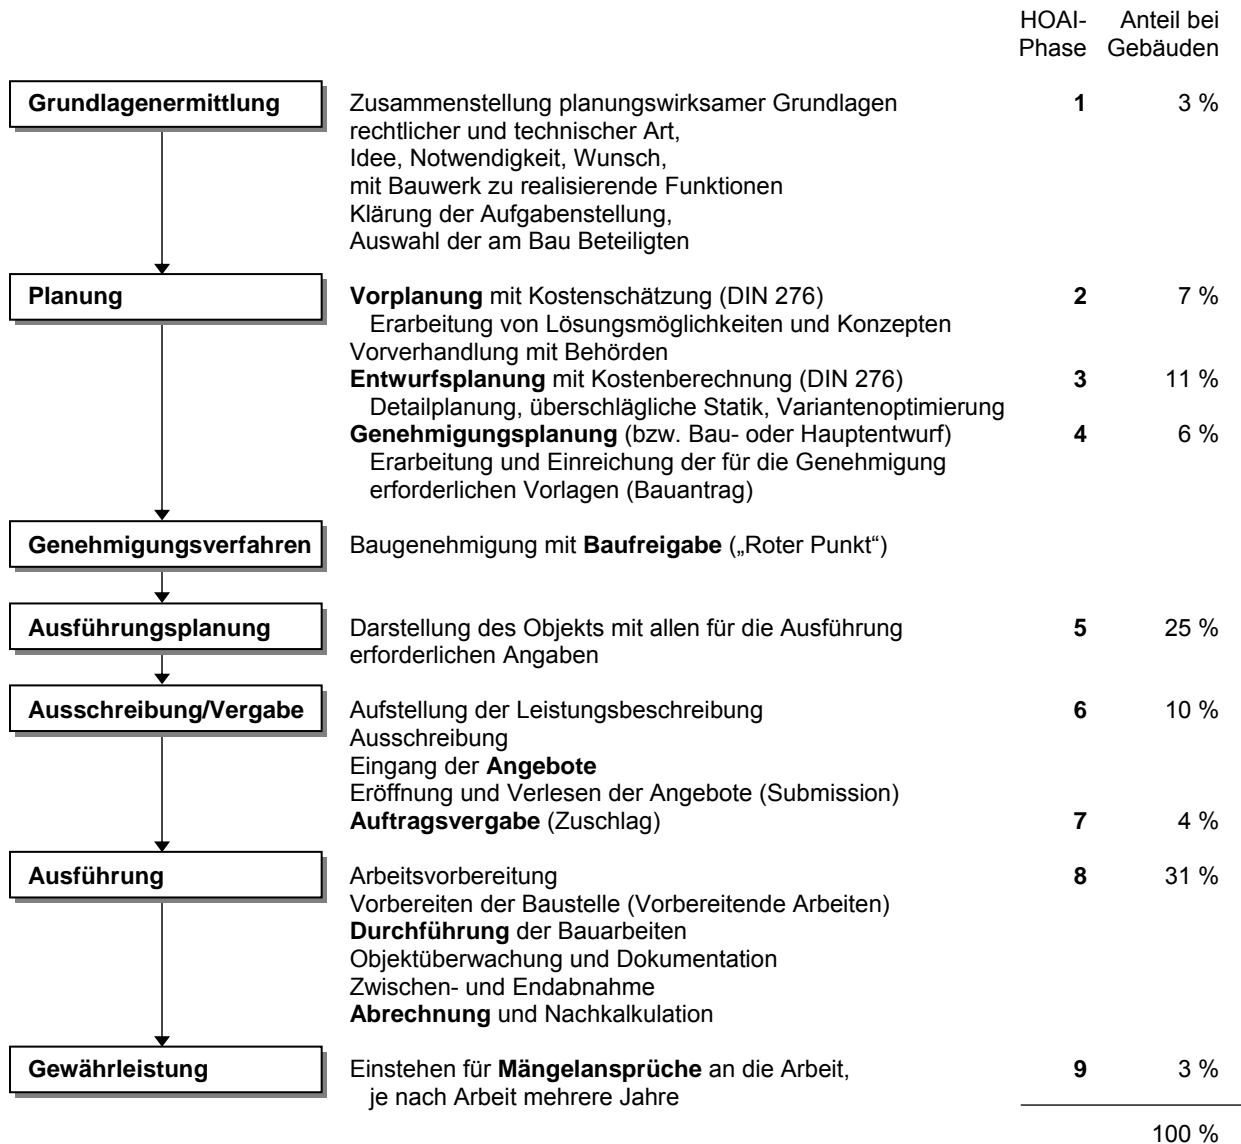 HOAI- Anteil bei
Phase Gebäuden
Grundlagenermittlung Zusammenstellung planungswirksamer Grundlagen 1 3 %
rechtlicher und technischer Art,
Idee, Notwendigkeit, Wunsch,
mit Bauwerk zu realisierende Funktionen
Klärung der Aufgabenstellung,
Auswahl der am Bau Beteiligten
Planung Vorplanung mit Kostenschätzung (DIN 276) 2 7 %
Erarbeitung von Lösungsmöglichkeiten und Konzepten
Vorverhandlung mit Behörden
Entwurfsplanung mit Kostenberechnung (DIN 276) 3 11 %
Detailplanung, überschlägliche Statik, Variantenoptimierung
Genehmigungsplanung (bzw. Bau- oder Hauptentwurf) 4 6 %
Erarbeitung und Einreichung der für die Genehmigung
erforderlichen Vorlagen (Bauantrag)
Genehmigungsverfahren Baugenehmigung mit Baufreigabe („Roter Punkt“)
Ausführungsplanung Darstellung des Objekts mit allen für die Ausführung 5 25 %
erforderlichen Angaben
Ausschreibung/Vergabe Aufstellung der Leistungsbeschreibung 6 10 %
Ausschreibung
Eingang der Angebote
Eröffnung und Verlesen der Angebote (Submission)
Auftragsvergabe (Zuschlag) 7 4 %
Ausführung Arbeitsvorbereitung 8 31 %
Vorbereiten der Baustelle (Vorbereitende Arbeiten)
Durchführung der Bauarbeiten
Objektüberwachung und Dokumentation
Zwischen- und Endabnahme
Abrechnung und Nachkalkulation
Gewährleistung Einstehen für Mängelansprüche an die Arbeit, 9 3 %
je nach Arbeit mehrere Jahre
100 %